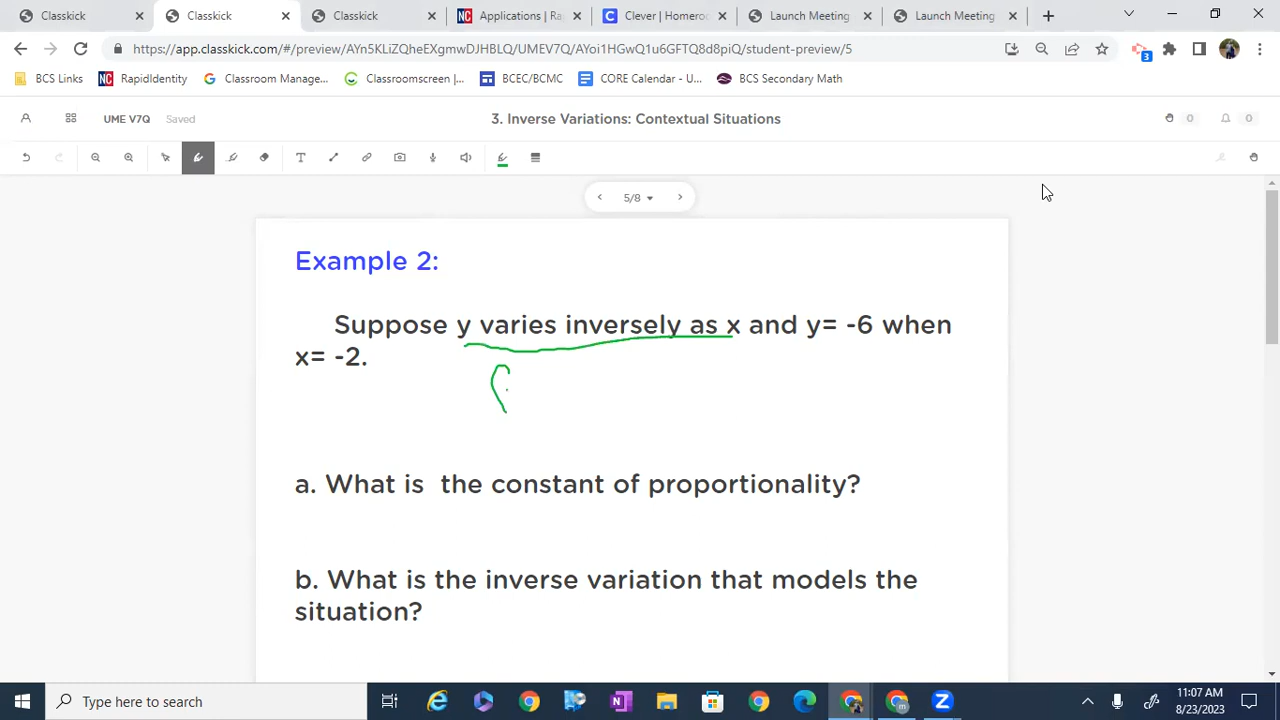 Classkick
Classkick
Classkick
Applications | Ra
Clever | Homeroo
Launch Meeting
Launch Meeting
https://app.classkick.com/#/preview/AYn5KLiZQheEXgmwDJHBLQ/UMEV7Q/AYoi1HGwQ1u6GFTQ8d8piQ/student-preview/5
3
BCS Links
RapidIdentity
Classroom Manage...
Classroomscreen |...
BCEC/BCMC
CORE Calendar - U...
BCS Secondary Math
UME V7Q
Saved
3. Inverse Variations: Contextual Situations
0
0
5/8
Example 2:
Suppose y varies inversely as x and y= -6 when
x= -2.
a. What is the constant of proportionality?
b. What is the inverse variation that models the
situation?
Type here to search
11:07 AM
8/23/2023